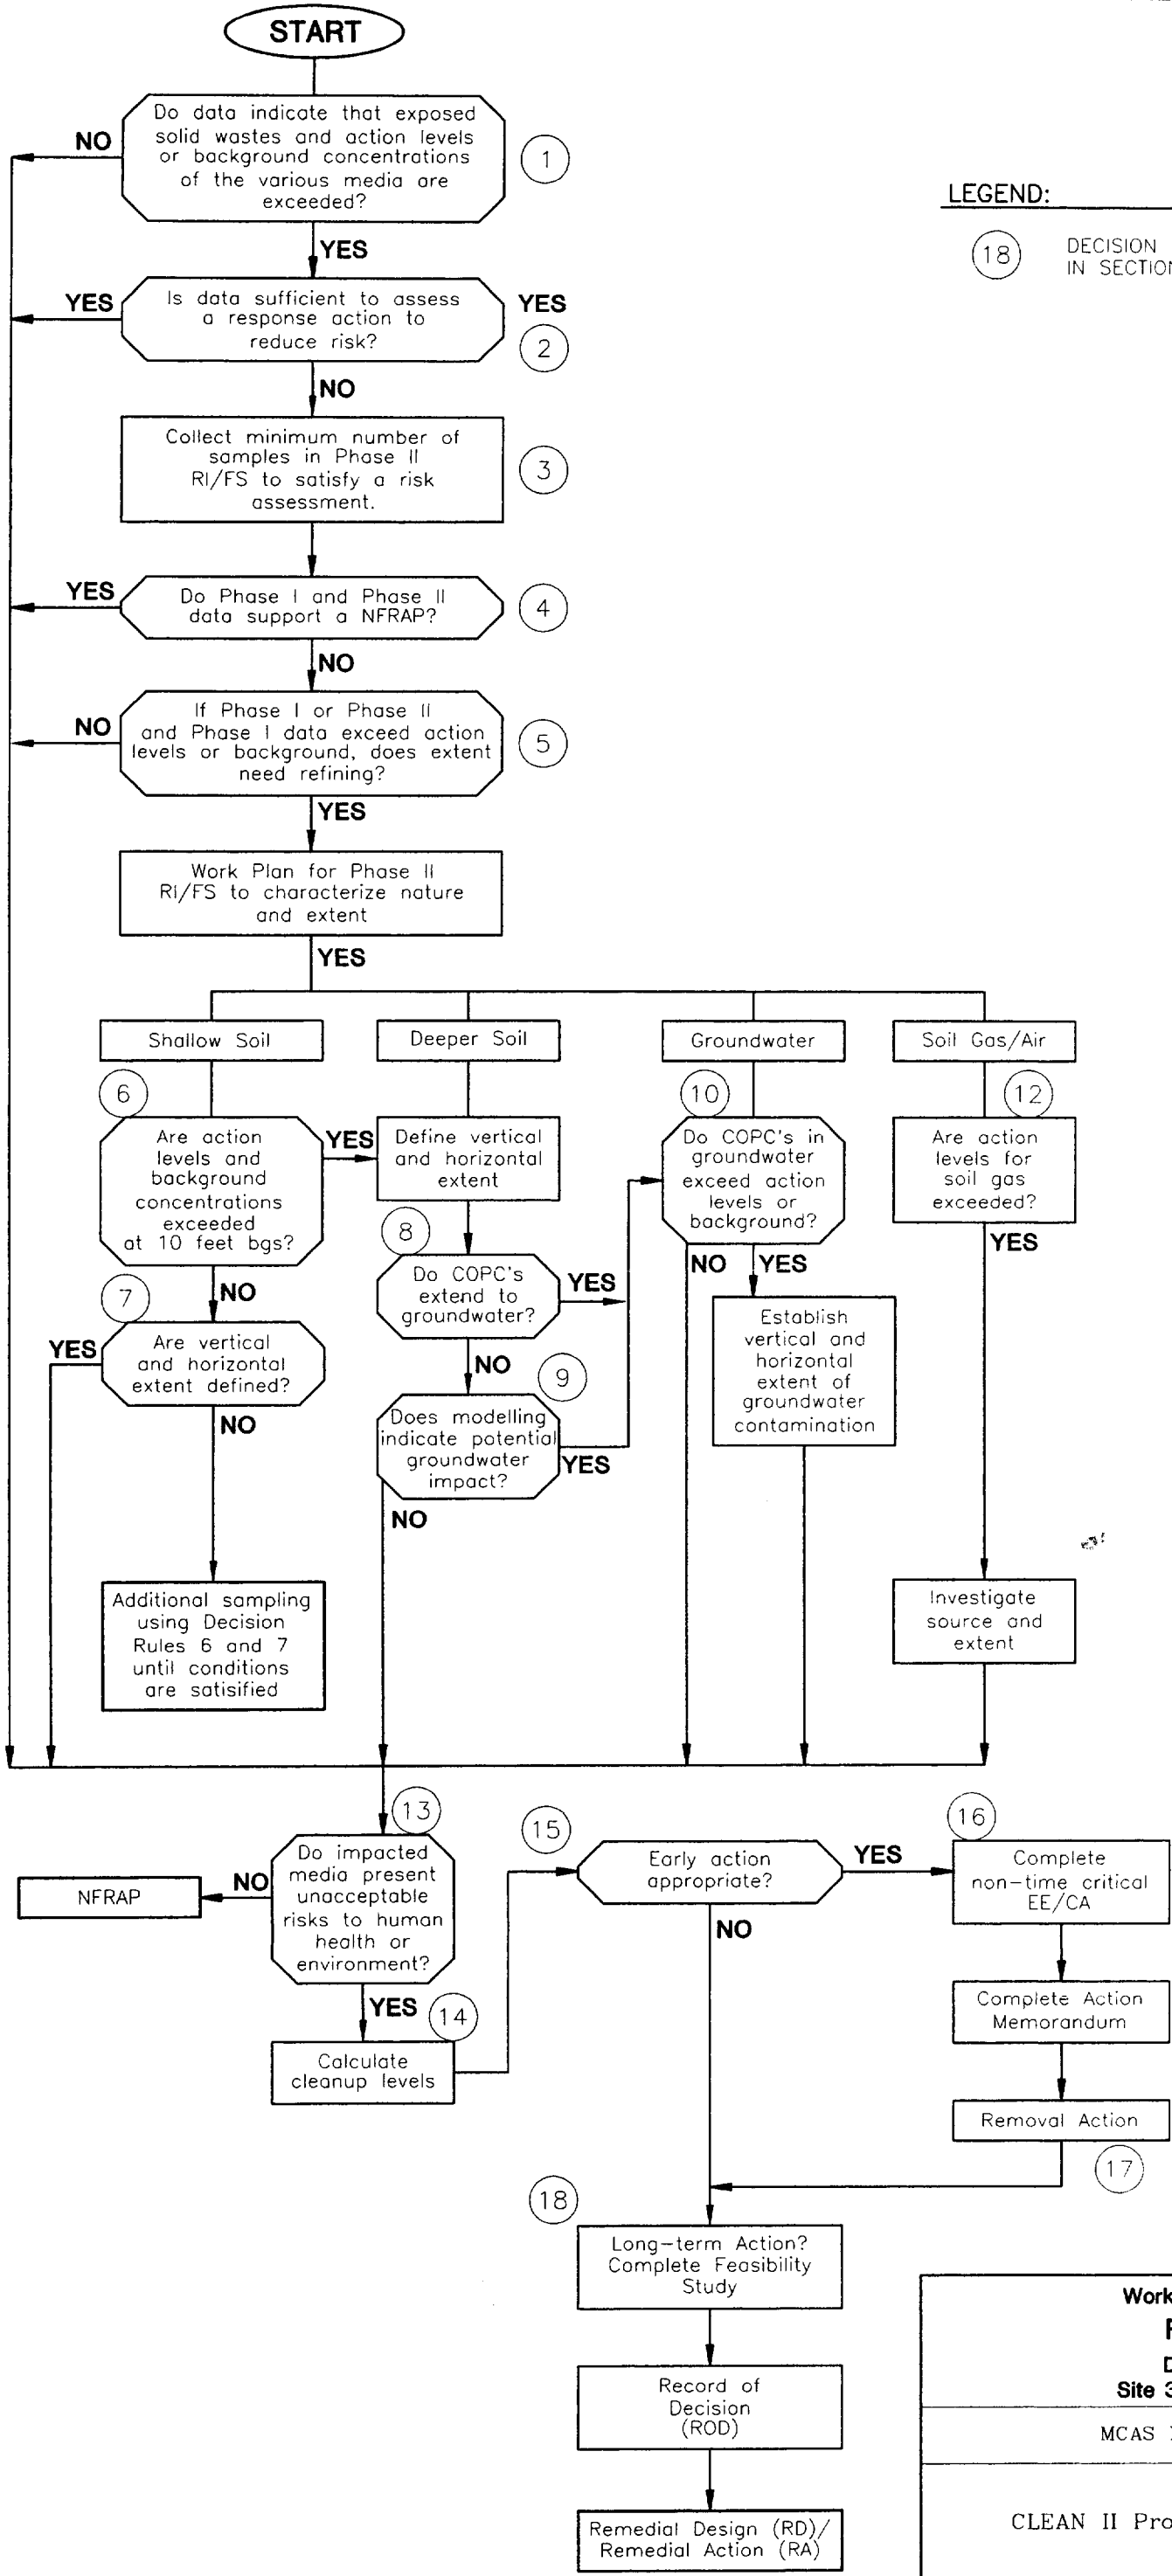 START
Do data indicate that exposed
solid wastes and action levels
or background concentrations
of the various media are
exceeded?
NO
1
YES
LEGEND:
18
DECISION
IN SECTION
Is data sufficient to assess
a response action to
reduce risk?
YES
YES
2
NO
Collect minimum number of
samples in Phase II
RI/FS to satisfy a risk
assessment.
3
Do Phase I and Phase II
data support a NFRAP?
YES
4
NO
If Phase I or Phase II
and Phase I data exceed action
levels or background, does extent
need refining?
NO
5
YES
Work Plan for Phase II
RI/FS to characterize nature
and extent
YES
Shallow Soil
Deeper Soil
Groundwater
Soil Gas/Air
6
Are action
levels and
background
concentrations
exceeded
at 10 feet bgs?
YES
NO
7
Are vertical
and horizontal
extent defined?
YES
NO
Additional sampling
using Decision
Rules 6 and 7
until conditions
are satisified
Define vertical
and horizontal
extent
8
Do COPC's
extend to
groundwater?
YES
NO
9
Does modelling
indicate potential
groundwater
impact?
YES
NO
10
Do COPC's in
groundwater
exceed action
levels or
background?
NO
YES
Establish
vertical and
horizontal
extent of
groundwater
contamination
12
Are action
levels for
soil gas
exceeded?
YES
Investigate
source and
extent
13
Do impacted
media present
unacceptable
risks to human
health or
environment?
NO
NFRAP
YES
14
Calculate
cleanup levels
15
Early action
appropriate?
YES
NO
16
Complete
non-time critical
EE/CA
Complete Action
Memorandum
Removal Action
17
18
Long-term Action?
Complete Feasibility
Study
Record of
Decision
(ROD)
Remedial Design (RD)/
Remedial Action (RA)
Work
Site 3
MCAS
CLEAN II Pro